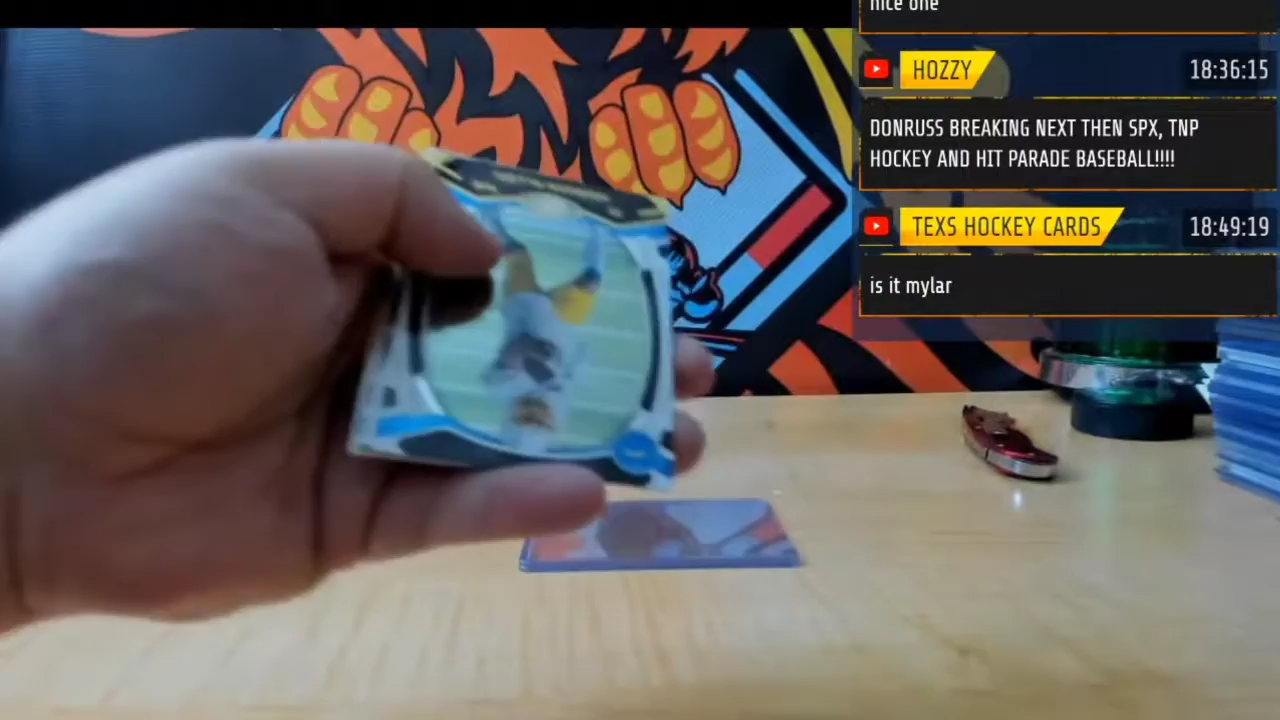 nice one
HOZZY
18:36:15
DONRUSS BREAKING NEXT THEN SPX, TNP
HOCKEY AND HIT PARADE BASEBALL!!!!
TEXS HOCKEY CARDS
18:49:19
is it mylar